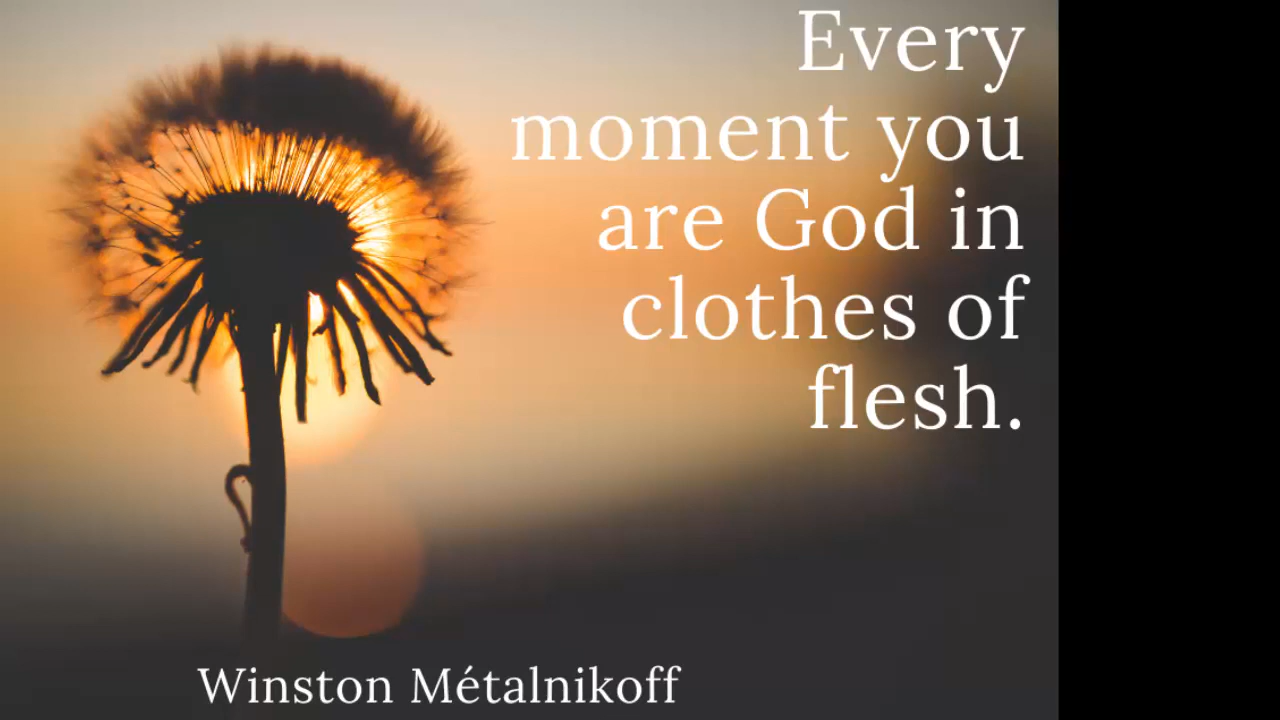 Every
moment you
are God in
clothes of
flesh.
Winston Métalnikoff